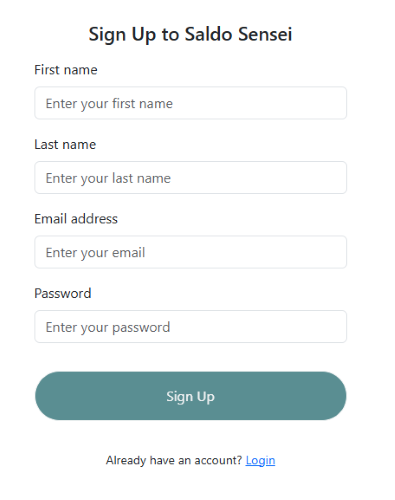 Sign Up to Saldo Sensei
First name
Enter your first name
Last name
Enter your last name
Email address
Enter your email
Password
Enter your password
Sign Up
Already have an account? Login